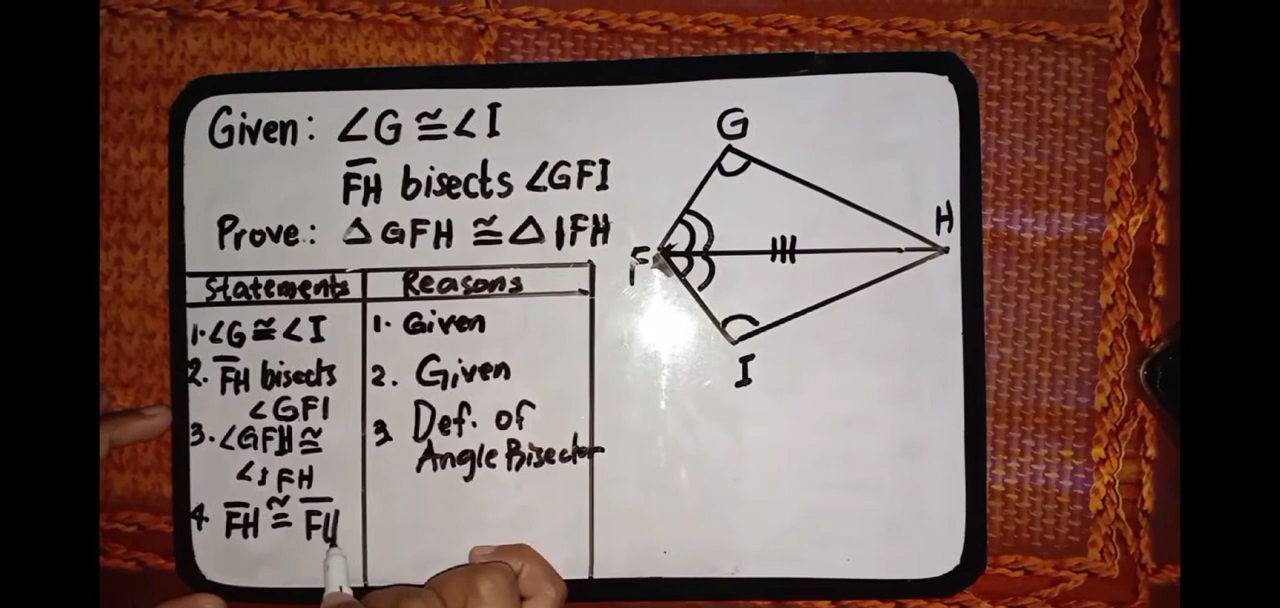 Given: ∠G ≅ ∠I
FH bisects ∠GFI
Prove: △GFH ≅ △IFH
Statements Reasons
1. ∠G ≅ ∠I 1. Given
2. FH bisects 2. Given
∠GFI
3. ∠GFH ≅ 3. Def. of
∠IFH Angle Bisector
4. FH ≅
G
H
F
I